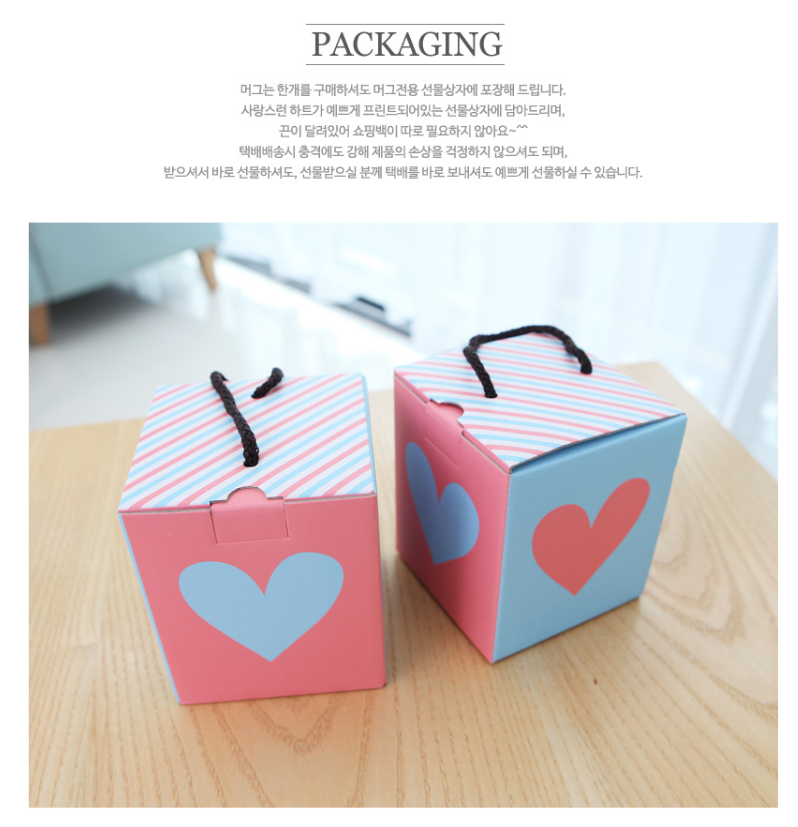 PACKAGING
머그는 한개를 구매하셔도 머그전용 선물상자에 포장해 드립니다.
사랑스런 하트가 예쁘게 프린트되어있는 선물상자에 담아드리며,
끈이 달려있어 쇼핑백이 따로 필요하지 않아요~^^
택배배송시 충격에도 강해 제품의 손상을 걱정하지 않으셔도 되며,
받으셔서 바로 선물하셔도, 선물받으실 분께 택배를 바로 보내셔도 예쁘게 선물하실 수 있습니다.